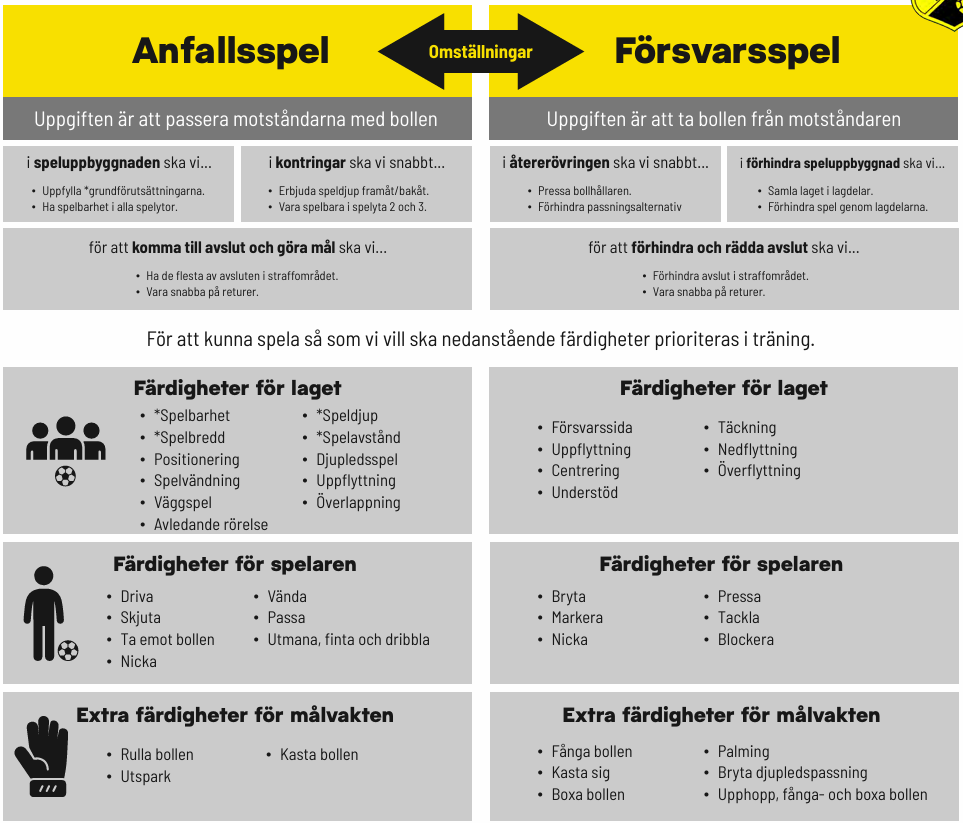 Anfallsspel
Omställningar
Försvarsspel
Uppgiften är att passera motståndarna med bollen
Uppgiften är att ta bollen från motståndaren
i speluppbyggnaden ska vi...
• Uppfylla *grundförutsättningarna.
• Ha spelbarhet i alla spelytor.
i kontringar ska vi snabbt...
• Erbjuda speldjup framåt/bakåt.
• Vara spelbara i spelyta 2 och 3.
i återerövringen ska vi snabbt...
• Pressa bollhållaren.
• Förhindra passningsalternativ
i förhindra speluppbyggnad ska vi...
• Samla laget i lagdelar.
• Förhindra spel genom lagdelarna.
för att komma till avslut och göra mål ska vi...
• Ha de flesta av avsluten i straffområdet.
• Vara snabba på returer.
för att förhindra och rädda avslut ska vi...
• Förhindra avslut i straffområdet.
• Vara snabba på returer.
För att kunna spela så som vi vill ska nedanstående färdigheter prioriteras i träning.
Färdigheter för laget
• *Spelbarhet
• *Spelbredd
• Positionering
• Spelvändning
• Väggspel
• Avledande rörelse
• *Speldjup
• *Spelavstånd
• Djupledsspel
• Uppflyttning
• Överlappning
Färdigheter för laget
• Försvarssida
• Uppflyttning
• Centrering
• Understöd
• Täckning
• Nedflyttning
• Överflyttning
Färdigheter för spelaren
• Driva
• Skjuta
• Ta emot bollen
• Nicka
• Vända
• Passa
• Utmana, finta och dribbla
Färdigheter för spelaren
• Bryta
• Markera
• Nicka
• Pressa
• Tackla
• Blockera
Extra färdigheter för målvakten
• Rulla bollen
• Utspark
• Kasta bollen
Extra färdigheter för målvakten
• Fånga bollen
• Kasta sig
• Boxa bollen
• Palming
• Bryta djupledspassning
• Upphopp, fånga- och boxa bollen